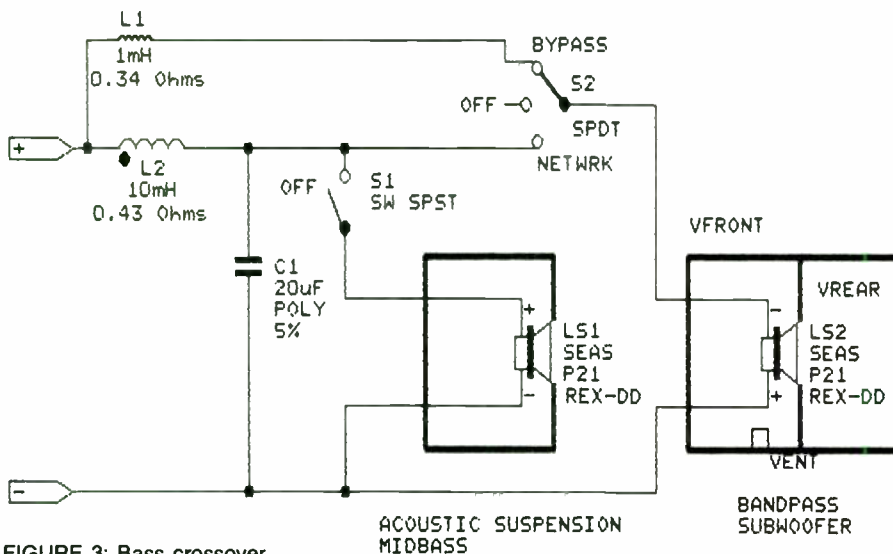 L1
1mH
0.34 Ohms
BYPASS
S2
OFF
SPDT
NETWRK
+
L2
10mH
0.43 Ohms
OFF
S1
SW SPST
C1
20uF
POLY
5%
VFRONT
VREAR
+
LS1
SEAS
P21
REX-DD
-
-
LS2
SEAS
P21
REX-DD
+
VENT
-
ACOUSTIC SUSPENSION
MIDBASS
BANDPASS
SUBWOOFER
FIGURE 3: Bass crossover